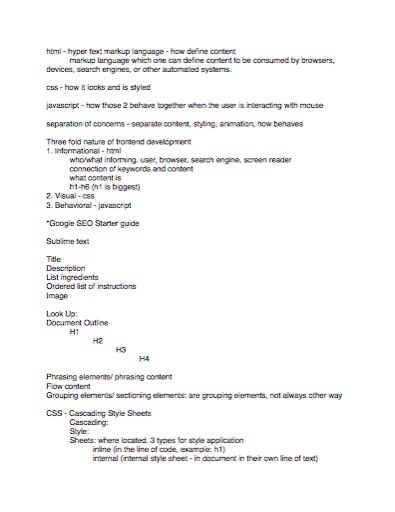 html - hyper text markup language - how define content
markup language which one can define content to be consumed by browsers,
devices, search engines, or other automated systems.
css - how it looks and is styled
javascript - how those 2 behave together when the user is interacting with mouse
separation of concerns - separate content, styling, animation, how behaves
Three fold nature of frontend development
1. Informational - html
who/what informing. user, browser, search engine, screen reader
connection of keywords and content
what content is
h1-h6 (h1 is biggest)
2. Visual - css
3. Behavioral - javascript
*Google SEO Starter guide
Sublime text
Title
Description
List ingredients
Ordered list of instructions
Image
Look Up:
Document Outline
H1
H2
H3
H4
Phrasing elements/ phrasing content
Flow content
Grouping elements/ sectioning elements: are grouping elements, not always other way
CSS - Cascading Style Sheets
Cascading:
Style:
Sheets: where located. 3 types for style application
inline (in the line of code, example: h1)
internal (internal style sheet - in document in their own line of text)